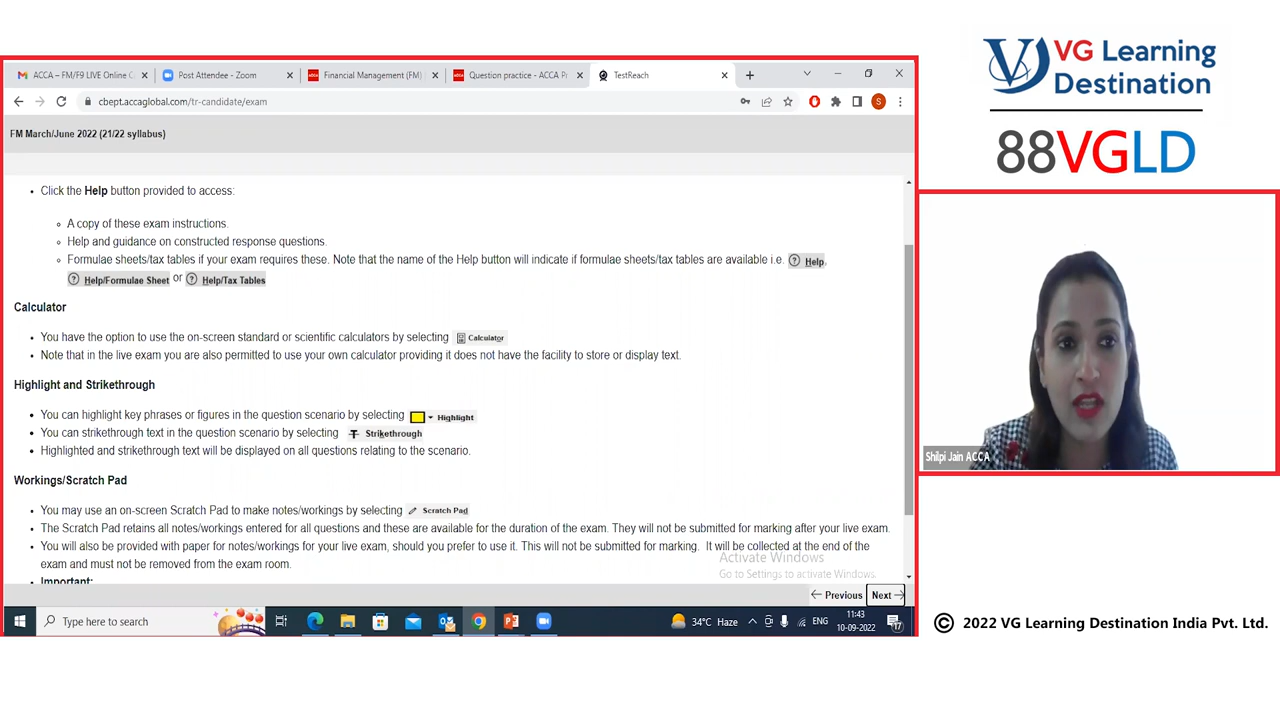 ACCA – FM/F9 LIVE Online C
Post Attendee - Zoom
Financial Management (FM)
Question practice - ACCA Pr
TestReach
cbept.accaglobal.com/tr-candidate/exam
S
FM March/June 2022 (21/22 syllabus)
• Click the Help button provided to access:
A copy of these exam instructions.
Help and guidance on constructed response questions.
Formulae sheets/tax tables if your exam requires these. Note that the name of the Help button will indicate if formulae sheets/tax tables are available i.e. ? Help,
? Help/Formulae Sheet or ? Help/Tax Tables
Calculator
• You have the option to use the on-screen standard or scientific calculators by selecting Calculator
• Note that in the live exam you are also permitted to use your own calculator providing it does not have the facility to store or display text.
Highlight and Strikethrough
• You can highlight key phrases or figures in the question scenario by selecting Highlight
• You can strikethrough text in the question scenario by selecting Strikethrough
• Highlighted and strikethrough text will be displayed on all questions relating to the scenario.
Workings/Scratch Pad
• You may use an on-screen Scratch Pad to make notes/workings by selecting Scratch Pad
• The Scratch Pad retains all notes/workings entered for all questions and these are available for the duration of the exam. They will not be submitted for marking after your live exam.
• You will also be provided with paper for notes/workings for your live exam, should you prefer to use it. This will not be submitted for marking. It will be collected at the end of the
exam and must not be removed from the exam room.
• Important:
Activate Windows
Go to Settings to activate Windows.
Previous Next
Type here to search
34°C Haze
ENG
11:43
10-09-2022
17
VG Learning
Destination
88VGLD
Shilpi Jain ACCA
© 2022 VG Learning Destination India Pvt. Ltd.